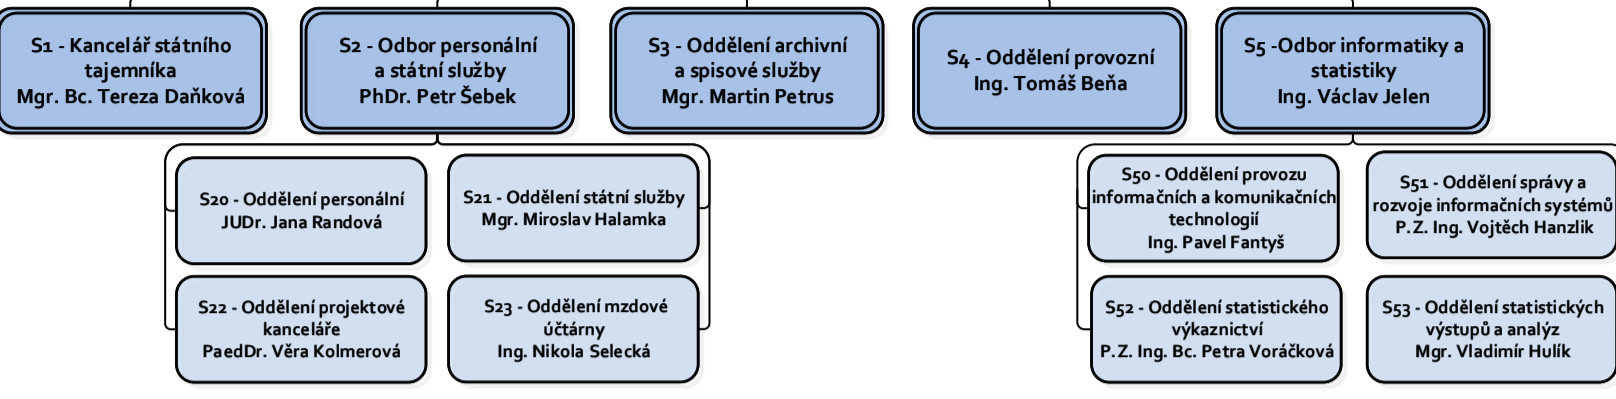 S1 - Kancelář státního
tajemníka
Mgr. Bc. Tereza Daňková
S2 - Odbor personální
a státní služby
PhDr. Petr Šebek
S3 - Oddělení archivní
a spisové služby
Mgr. Martin Petrus
S4 - Oddělení provozní
Ing. Tomáš Beňa
S5 -Odbor informatiky a
statistiky
Ing. Václav Jelen
S20 - Oddělení personální
JUDr. Jana Randová
S21 - Oddělení státní služby
Mgr. Miroslav Halamka
S50 - Oddělení provozu
informačních a komunikačních
technologií
Ing. Pavel Fantyš
S51 - Oddělení správy a
rozvoje informačních systémů
P.Z. Ing. Vojtěch Hanzlik
S22 - Oddělení projektové
kanceláře
PaedDr. Věra Kolmerová
S23 - Oddělení mzdové
účtárny
Ing. Nikola Selecká
S52 - Oddělení statistického
výkaznictví
P.Z. Ing. Bc. Petra Voráčková
S53 - Oddělení statistických
výstupů a analýz
Mgr. Vladimír Hulík